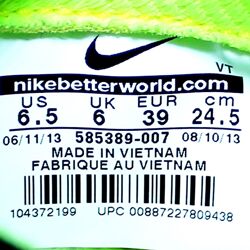 VT
nikebetterworld.com
US UK EUR cm
6.5 6 39 24.5
06/11/13 585389-007 08/10/13
MADE IN VIETNAM
FABRIQUE AU VIETNAM
104372199 UPC 00887227809438